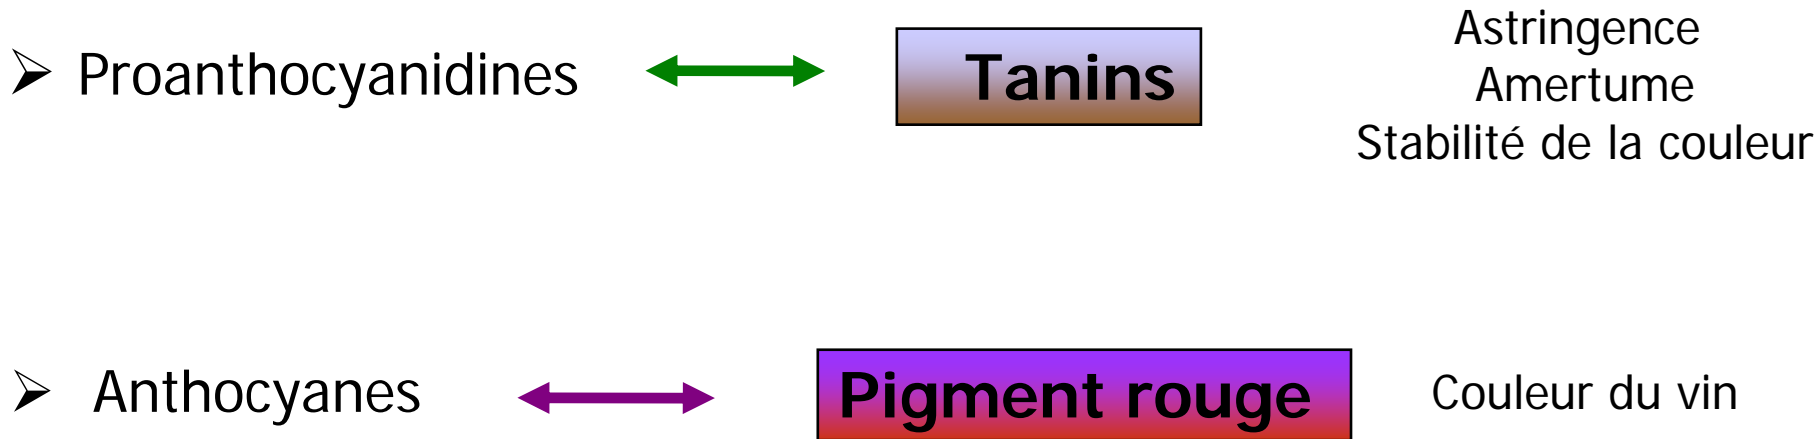 ➢ Proanthocyanidines
Tanins
Astringence
Amertume
Stabilité de la couleur
➢ Anthocyanes
Pigment rouge
Couleur du vin